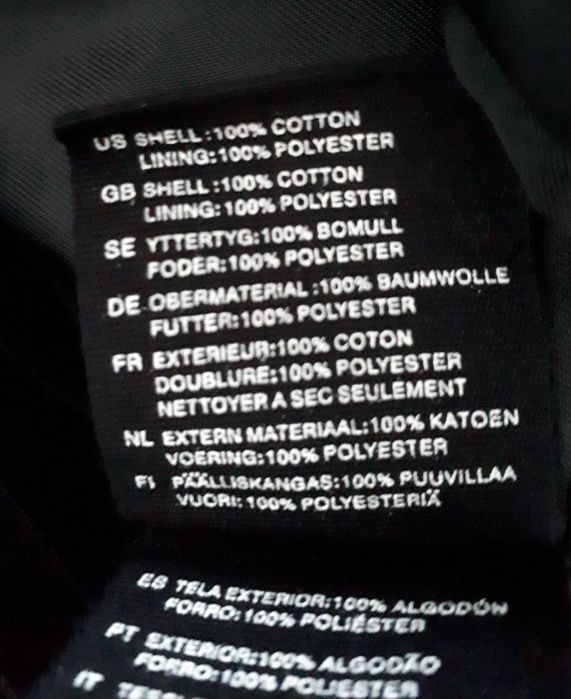 US SHELL:100% COTTON
LINING:100% POLYESTER
GB SHELL:100% COTTON
LINING:100% POLYESTER
SE YTTERTYG:100% BOMULL
FODER:100% POLYESTER
DE OBERMATERIAL:100% BAUMWOLLE
FUTTER:100% POLYESTER
FR EXTERIEUR:100% COTON
DOUBLURE:100% POLYESTER
NETTOYER A SEC SEULEMENT
NL EXTERN MATERIAAL:100% KATOEN
VOERING:100% POLYESTER
FI PÄÄLLISKANGAS:100% PUUVILLAA
VUORI:100% POLYESTERIÄ
ES TELA EXTERIOR:100% ALGODÓN
FORRO:100% POLIÉSTER
PT EXTERIOR:100% ALGODÃO
FORRO:100% POLIESTER
IT